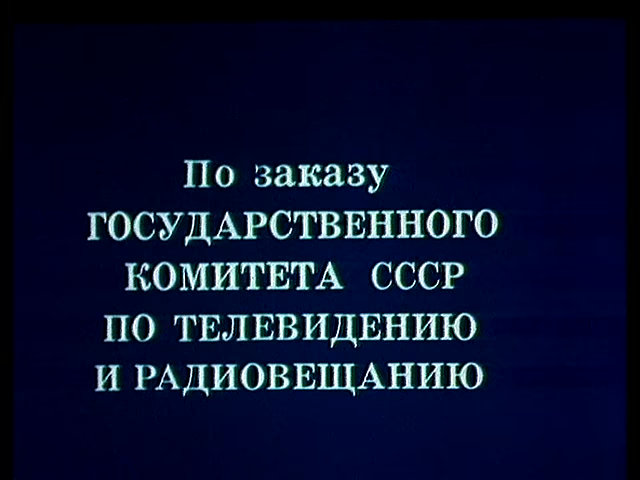 По заказу
ГОСУДАРСТВЕННОГО
КОМИТЕТА СССР
ПО ТЕЛЕВИДЕНИЮ
И РАДИОВЕЩАНИЮ